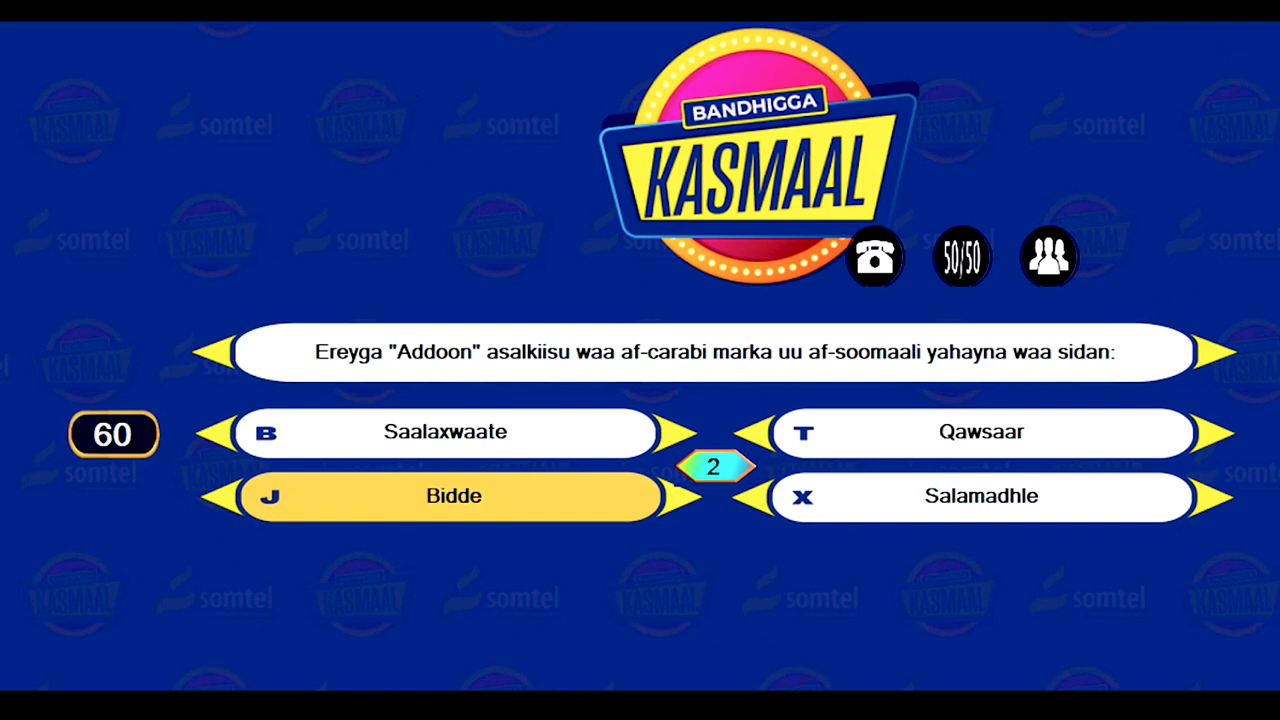 BANDHIGGA
KASMAAL
50/50
Ereyga "Addoon" asalkiisu waa af-carabi marka uu af-soomaali yahayna waa sidan:
60
B Saalaxwaate
T Qawsaar
2
J Bidde
X Salamadhle
somtel